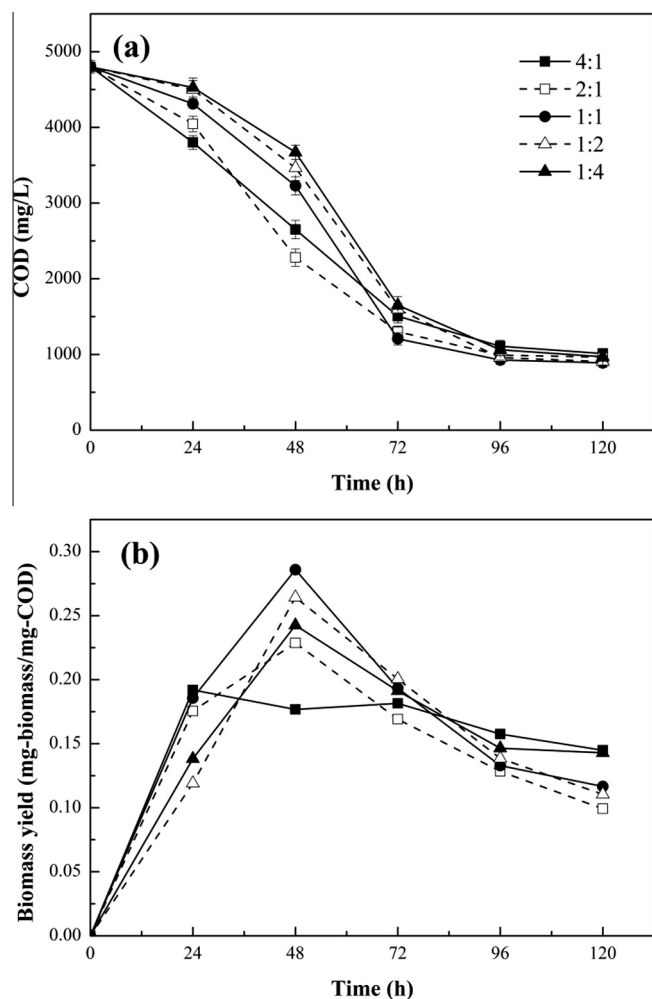 (a)
5000
4000
3000
2000
1000
0
COD (mg/L)
4:1
2:1
1:1
1:2
1:4
0 24 48 72 96 120
Time (h)
(b)
0.30
0.25
0.20
0.15
0.10
0.05
0.00
Biomass yield (mg-biomass/mg-COD)
0 24 48 72 96 120
Time (h)